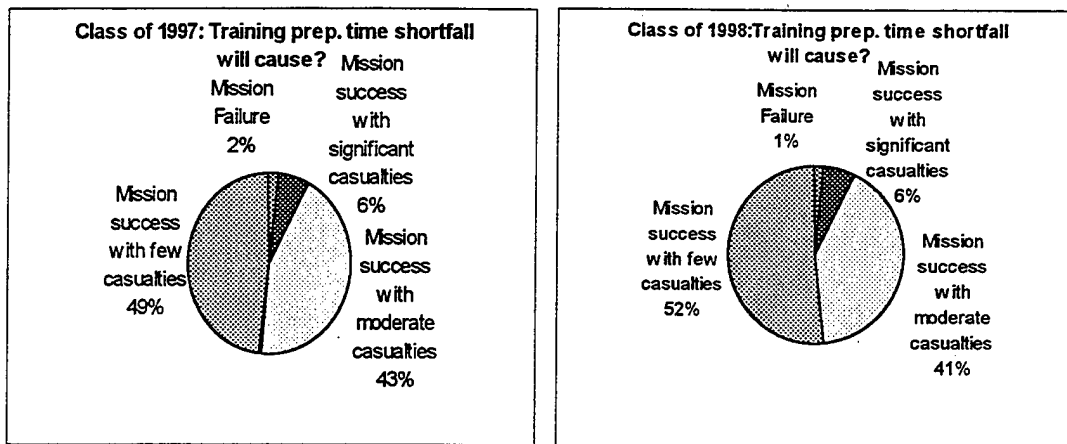 Class of 1997: Training prep. time shortfall
will cause?
Mission
Failure
2%
Mission
success
with
significant
casualties
6%
Mission
success
with few
casualties
49%
Mission
success
with
moderate
casualties
43%
Class of 1998:Training prep. time shortfall
will cause?
Mission
Failure
1%
Mission
success
with
significant
casualties
6%
Mission
success
with few
casualties
52%
Mission
success
with
moderate
casualties
41%